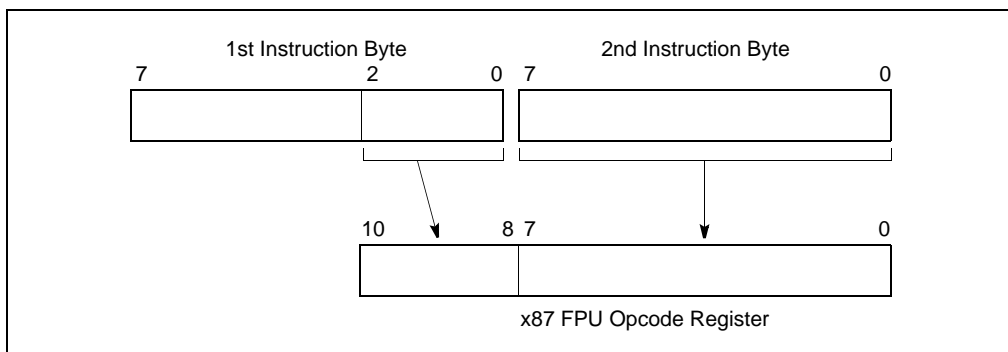 1st Instruction Byte 2nd Instruction Byte
7 2 0 7 0
10 8 7 0
x87 FPU Opcode Register